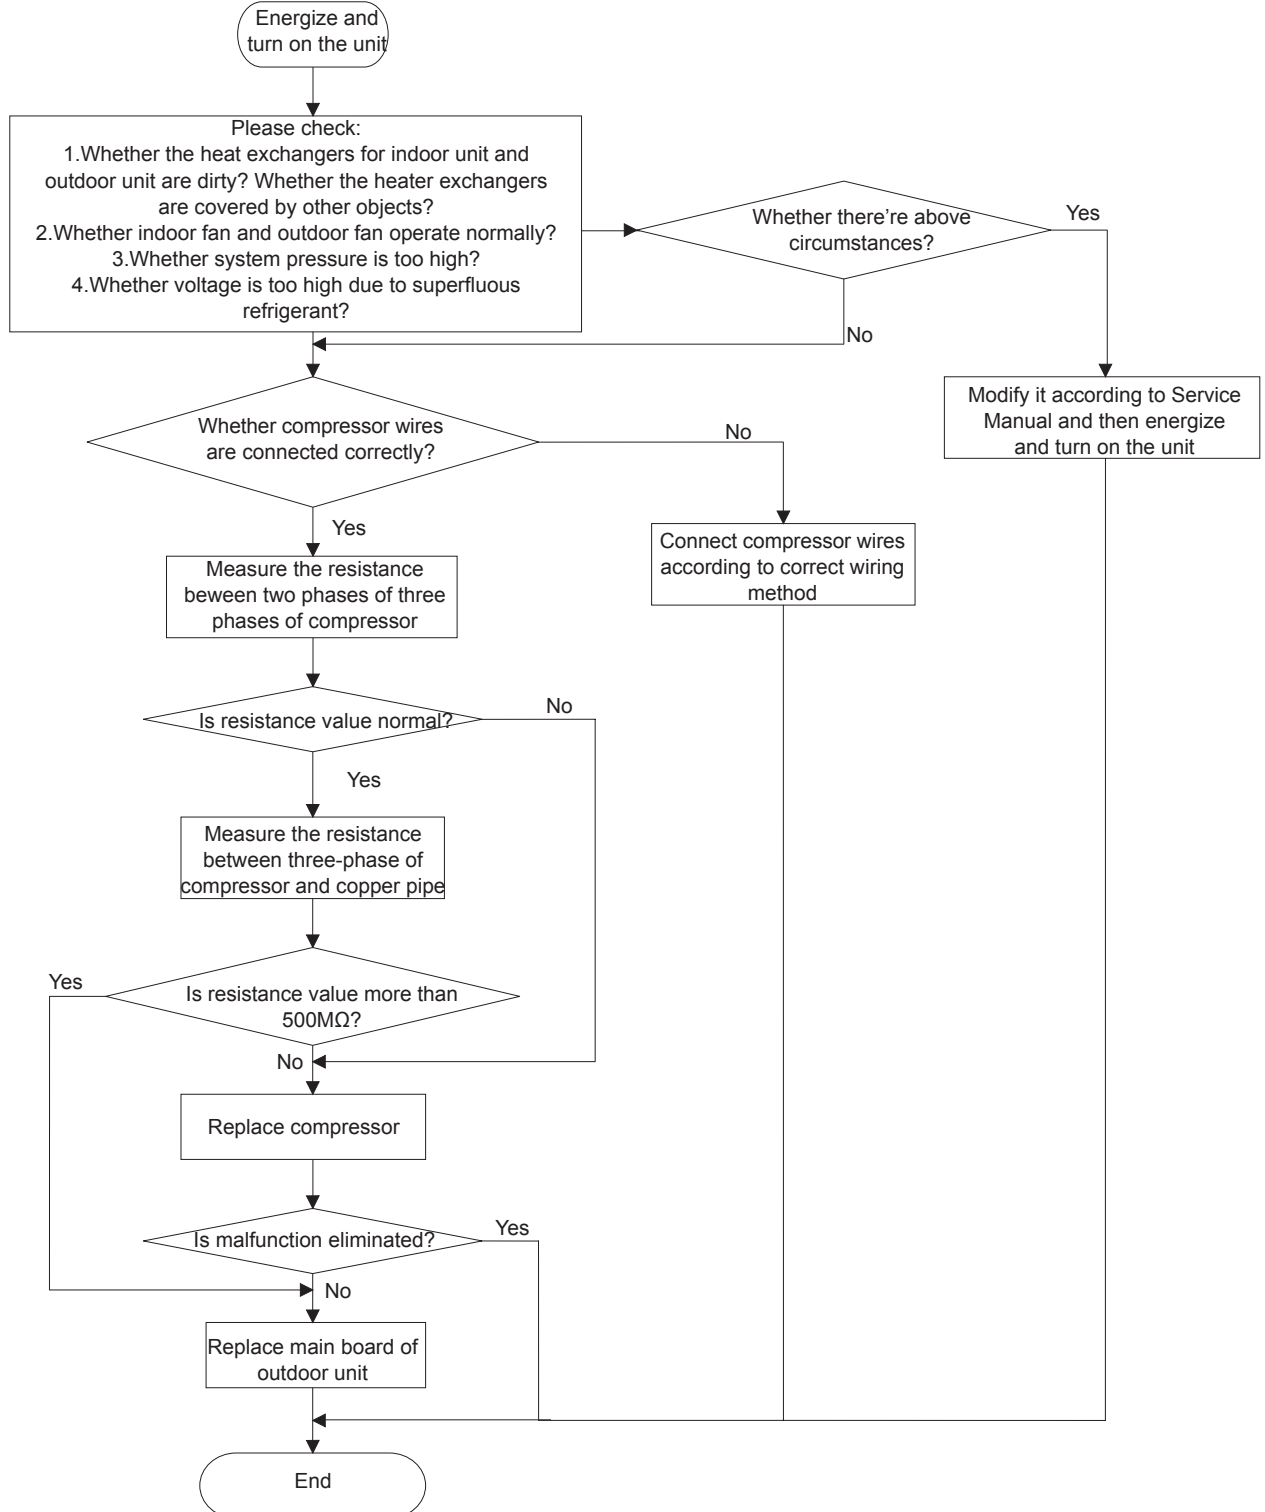 Energize and
turn on the unit
Please check:
1.Whether the heat exchangers for indoor unit and
outdoor unit are dirty? Whether the heater exchangers
are covered by other objects?
2.Whether indoor fan and outdoor fan operate normally?
3.Whether system pressure is too high?
4.Whether voltage is too high due to superfluous
refrigerant?
Whether there’re above
circumstances?
Yes
No
Modify it according to Service
Manual and then energize
and turn on the unit
Whether compressor wires
are connected correctly?
No
Yes
Connect compressor wires
according to correct wiring
method
Measure the resistance
beween two phases of three
phases of compressor
Is resistance value normal?
No
Yes
Measure the resistance
between three-phase of
compressor and copper pipe
Yes
Is resistance value more than
500MΩ?
No
Replace compressor
Is malfunction eliminated?
Yes
No
Replace main board of
outdoor unit
End